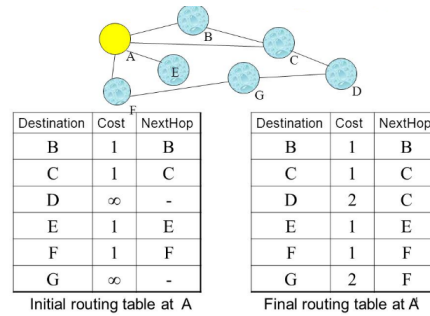 B
A
C
E
D
G
F
Destination Cost NextHop
B 1 B
C 1 C
D ∞ -
E 1 E
F 1 F
G ∞ -
Initial routing table at A
Destination Cost NextHop
B 1 B
C 1 C
D 2 C
E 1 E
F 1 F
G 2 F
Final routing table at A